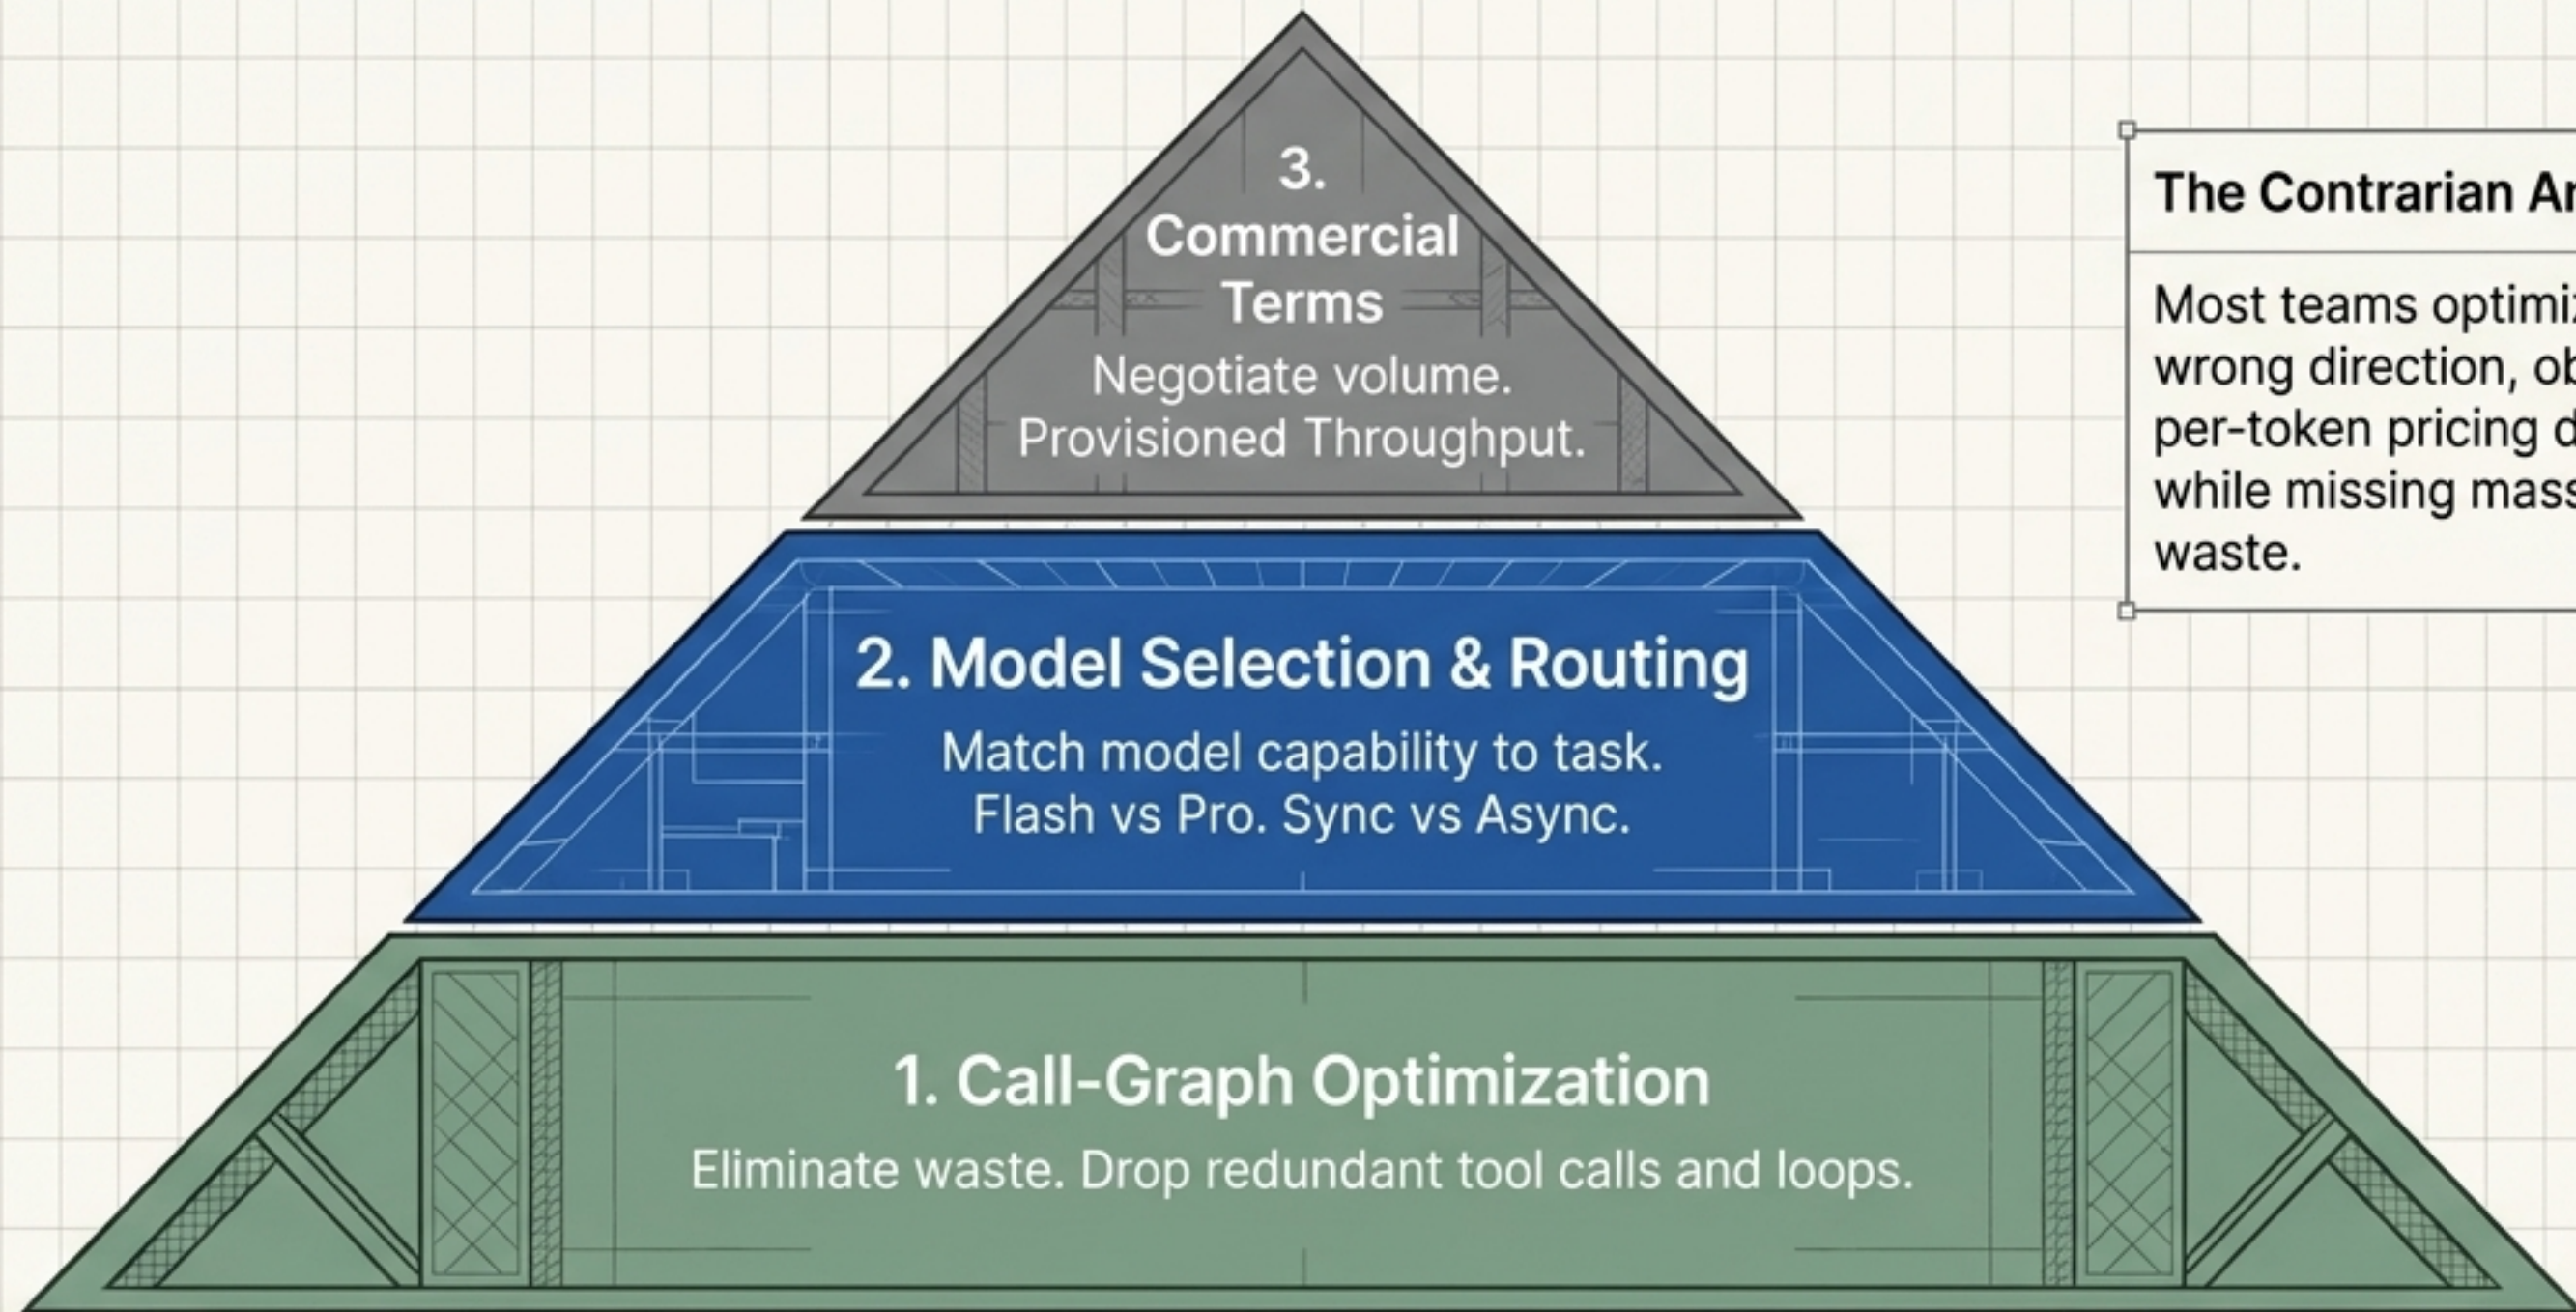 3.
Commercial
Terms
Negotiate volume.
Provisioned Throughput.
The Contrarian
Most teams
wrong direction,
per-token pricing
while missing
waste.
2. Model Selection & Routing
Match model capability to task.
Flash vs Pro. Sync vs Async.
1. Call-Graph Optimization
Eliminate waste. Drop redundant tool calls and loops.